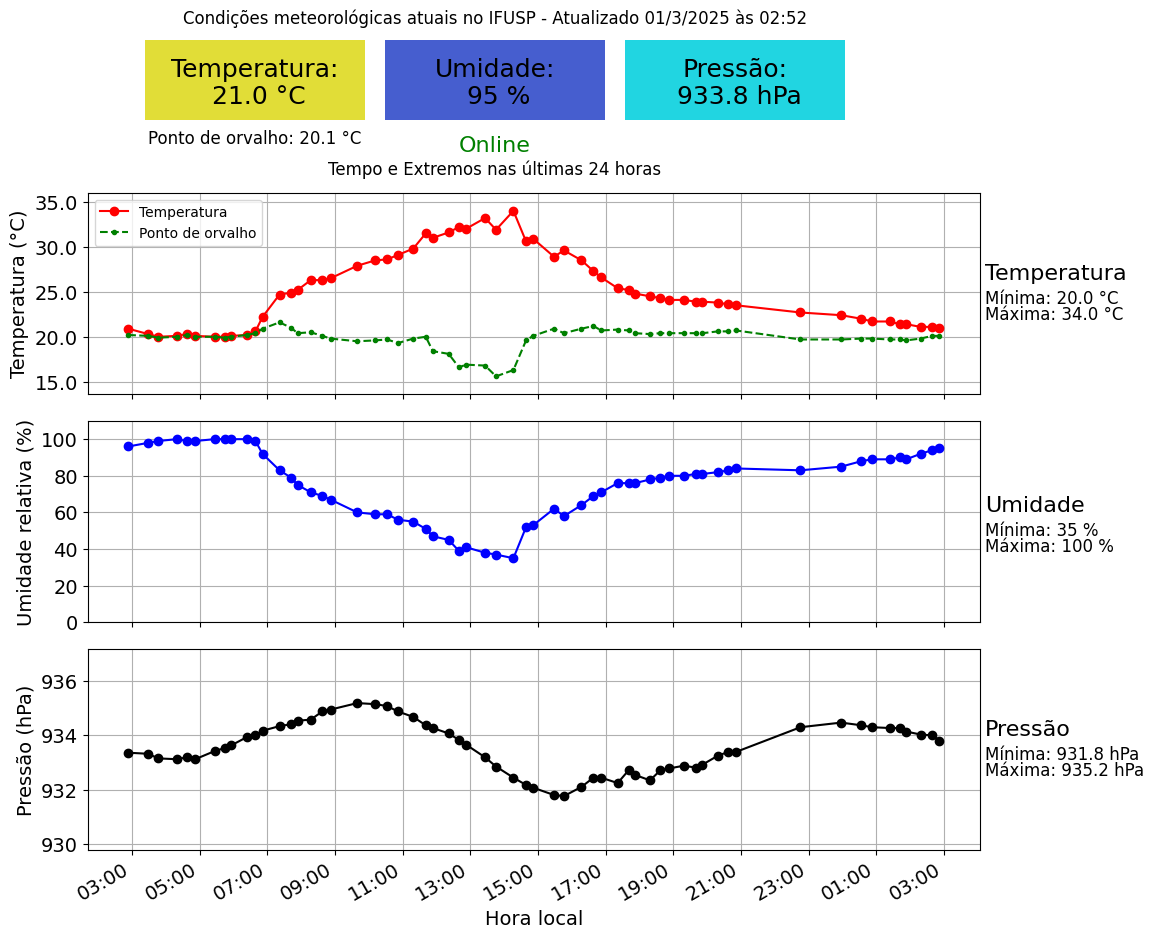 Condições meteorológicas atuais no IFUSP - Atualizado 01/3/2025 às 02:52
Temperatura:
21.0 °C
Umidade:
95 %
Pressão:
933.8 hPa
Ponto de orvalho: 20.1 °C
Online
Tempo e Extremos nas últimas 24 horas
Temperatura (°C)
35.0
30.0
25.0
20.0
15.0
Temperatura
Ponto de orvalho
Temperatura
Mínima: 20.0 °C
Máxima: 34.0 °C
Umidade relativa (%)
100
80
60
40
20
0
Umidade
Mínima: 35 %
Máxima: 100 %
Pressão (hPa)
936
934
932
930
Pressão
Mínima: 931.8 hPa
Máxima: 935.2 hPa
03:00 05:00 07:00 09:00 11:00 13:00 15:00 17:00 19:00 21:00 23:00 01:00 03:00
Hora local